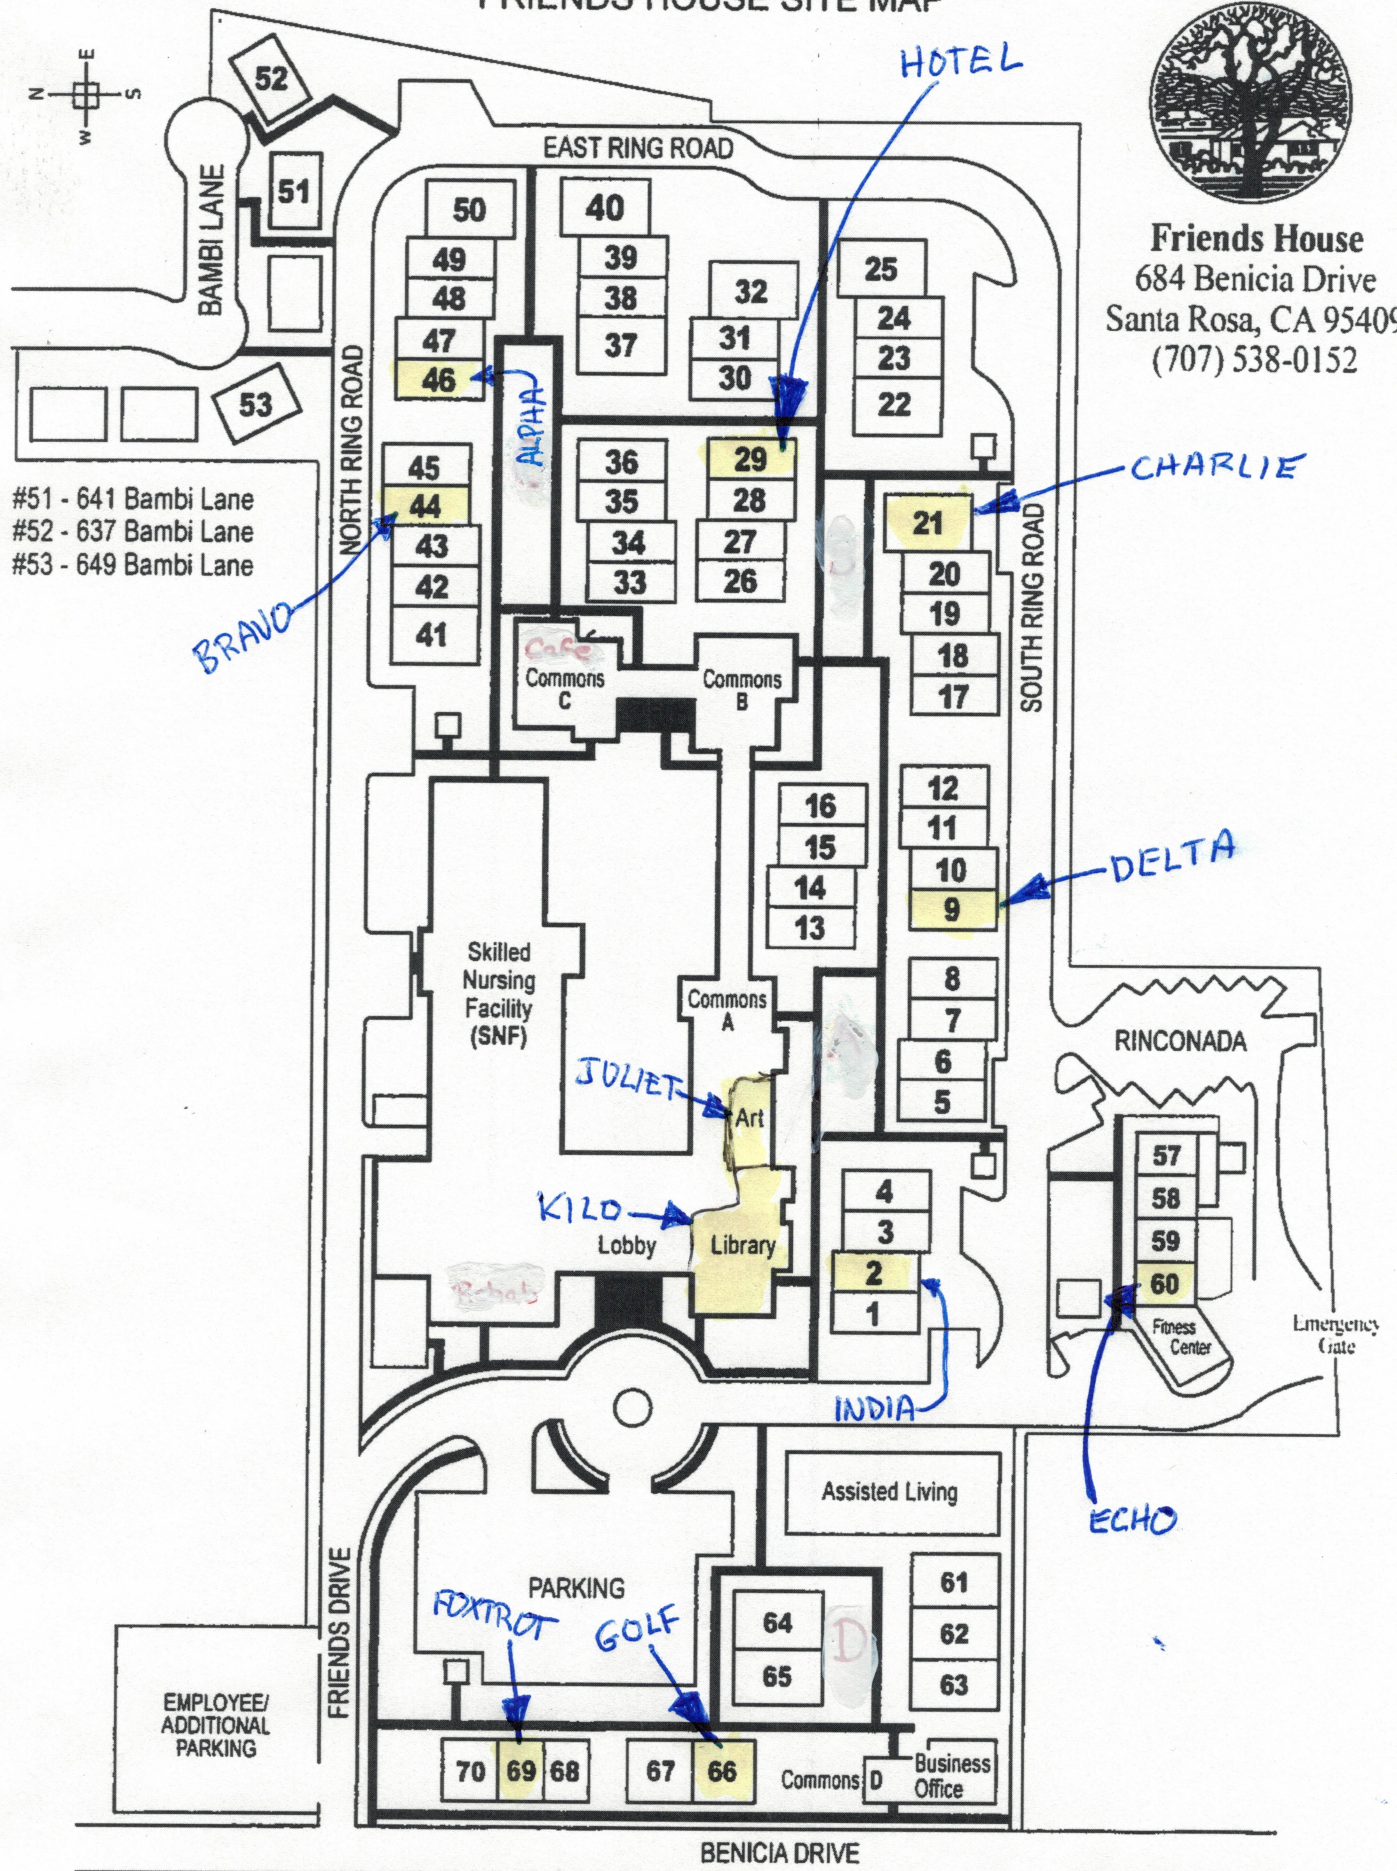 FRIENDS HOUSE SITE MAP
HOTEL
N
E
S
W
52
EAST RING ROAD
BAMBI LANE
51
50
40
49
39
48
38
32
25
47
37
31
24
46
30
23
22
ALPHA
53
Friends House
684 Benicia Drive
Santa Rosa, CA 95409
(707) 538-0152
NORTH RING ROAD
45
36
29
44
35
28
21
CHARLIE
#51 - 641 Bambi Lane
#52 - 637 Bambi Lane
#53 - 649 Bambi Lane
43
34
27
20
42
33
26
19
41
18
17
SOUTH RING ROAD
BRAVO
Cafe
Commons
C
Commons
B
16
12
15
11
14
10
13
9
DELTA
Skilled
Nursing
Facility
(SNF)
Commons
A
8
7
6
5
RINCONADA
JULIET
Art
57
58
59
60
KILO
Lobby
Library
4
3
2
1
Rehab
Fitness
Center
Emergency
Gate
INDIA
ECHO
Assisted Living
FRIENDS DRIVE
PARKING
61
62
63
64
65
D
FOXTROT
GOLF
EMPLOYEE/
ADDITIONAL
PARKING
70 69 68
67 66
Commons D
Business
Office
BENICIA DRIVE